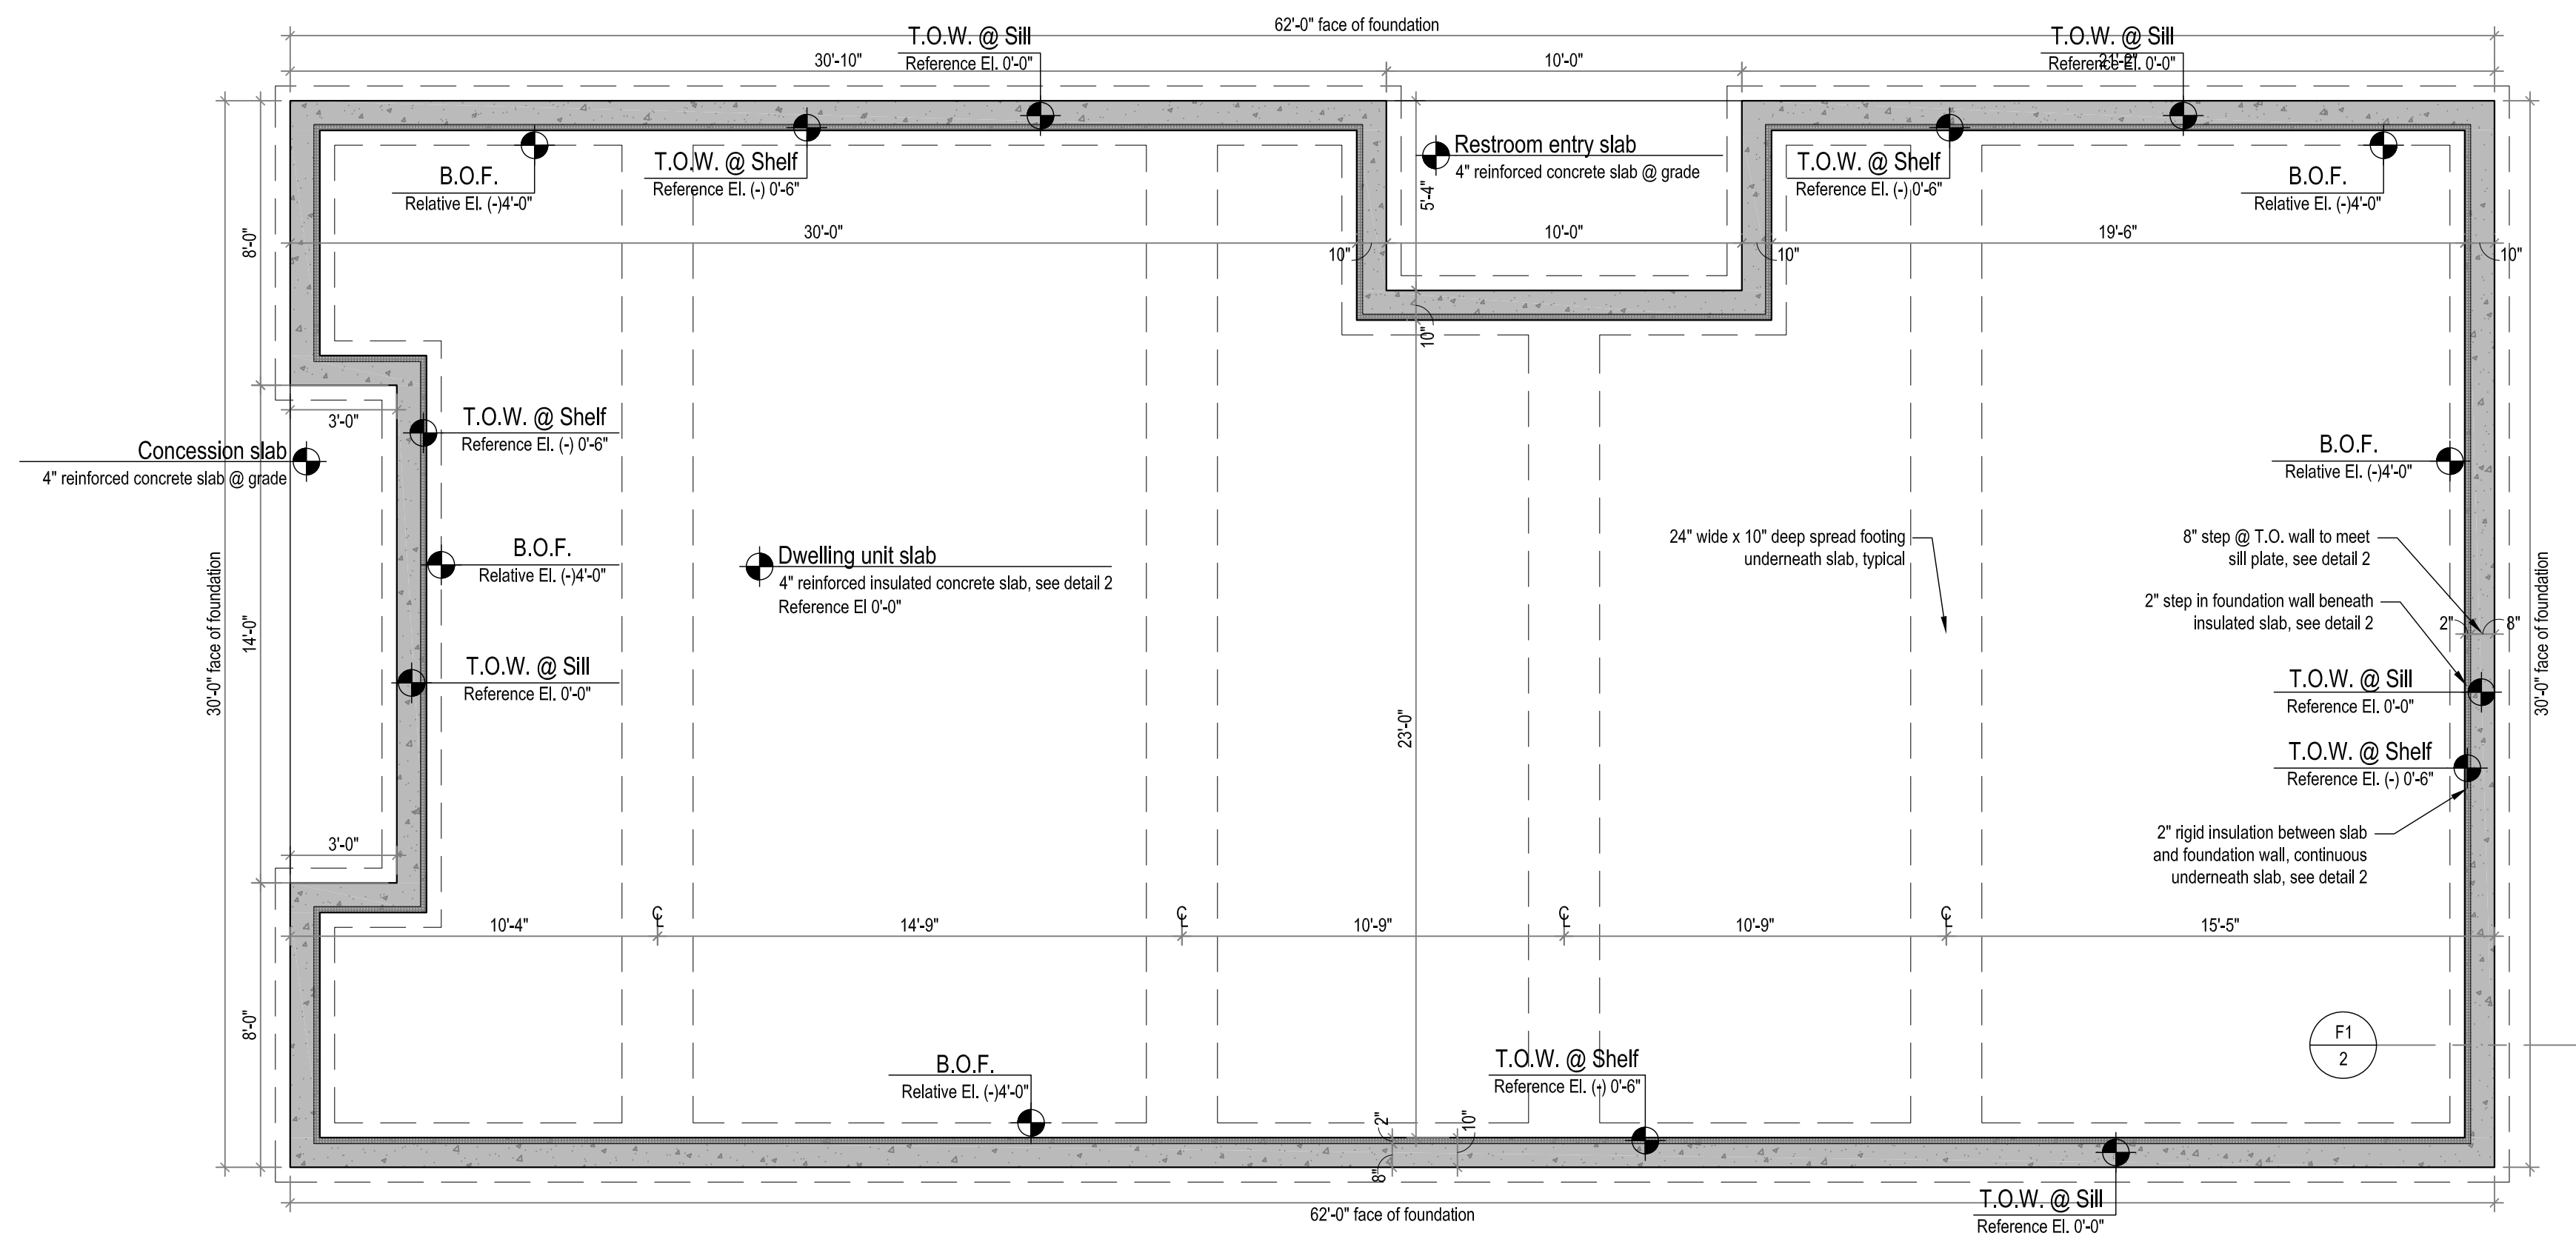 62'-0" face of foundation
T.O.W. @ Sill
Reference El. 0'-0"
T.O.W. @ Sill
Reference El. 0'-0"
30'-10"
10'-0"
21'-2"
B.O.F.
Relative El. (-)4'-0"
T.O.W. @ Shelf
Reference El. (-) 0'-6"
Restroom entry slab
4" reinforced concrete slab @ grade
T.O.W. @ Shelf
Reference El. (-) 0'-6"
B.O.F.
Relative El. (-)4'-0"
5'-4"
8'-0"
30'-0"
10"
10'-0"
10"
19'-6"
10"
10"
3'-0"
T.O.W. @ Shelf
Reference El. (-) 0'-6"
Concession slab
4" reinforced concrete slab @ grade
B.O.F.
Relative El. (-)4'-0"
B.O.F.
Relative El. (-)4'-0"
Dwelling unit slab
4" reinforced insulated concrete slab, see detail 2
Reference El 0'-0"
24" wide x 10" deep spread footing
underneath slab, typical
8" step @ T.O. wall to meet
sill plate, see detail 2
2" step in foundation wall beneath
insulated slab, see detail 2
2"
8"
30'-0" face of foundation
14'-0"
30'-0" face of foundation
T.O.W. @ Sill
Reference El. 0'-0"
T.O.W. @ Sill
Reference El. 0'-0"
23'-0"
T.O.W. @ Shelf
Reference El. (-) 0'-6"
2" rigid insulation between slab
and foundation wall, continuous
underneath slab, see detail 2
3'-0"
10'-4"
℄
14'-9"
℄
10'-9"
℄
10'-9"
℄
15'-5"
8'-0"
F1
2
B.O.F.
Relative El. (-)4'-0"
T.O.W. @ Shelf
Reference El. (-) 0'-6"
2"
10"
8"
T.O.W. @ Sill
Reference El. 0'-0"
62'-0" face of foundation